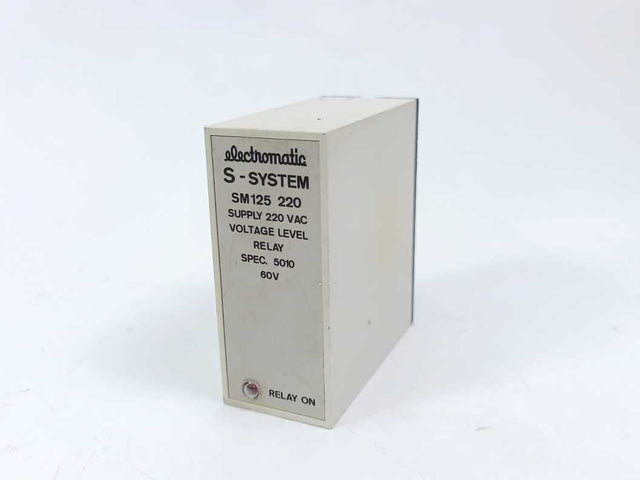 electromatic
S-SYSTEM
SM125 220
SUPPLY 220 VAC
VOLTAGE LEVEL
RELAY
SPEC. 5010
60V
RELAY ON